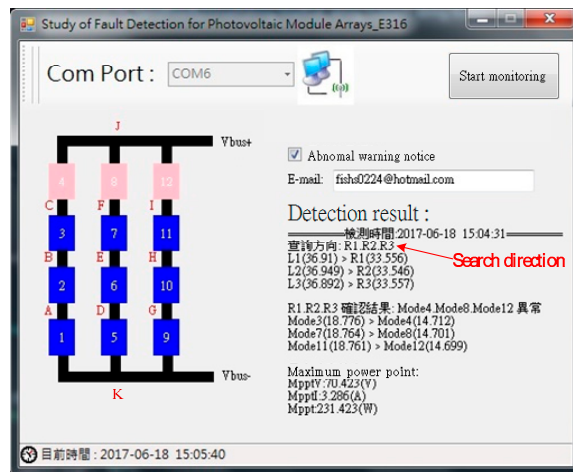 Study of Fault Detection for Photovoltaic Module Arrays_E316
Com Port :
COM6
Start monitoring
J
Vbus+
4
8
12
C
F
I
3
7
11
B
E
H
2
6
10
A
D
G
1
5
9
K
Vbus-
Abnomal warning notice
E-mail: fishs0224@hotmail.com
Detection result :
檢測時間:2017-06-18 15:04:31
查詢方向: R1.R2.R3
Search direction
L1(36.91) > R1(33.556)
L2(36.949) > R2(33.546)
L3(36.892) > R3(33.557)
R1.R2.R3 確認結果: Mode4.Mode8.Mode12 異常
Mode3(18.776) > Mode4(14.712)
Mode7(18.764) > Mode8(14.701)
Mode11(18.761) > Mode12(14.699)
Maximum power point:
MpptV:70.423(V)
MpptI:3.286(A)
Mppt:231.423(W)
目前時間 : 2017-06-18 15:05:40